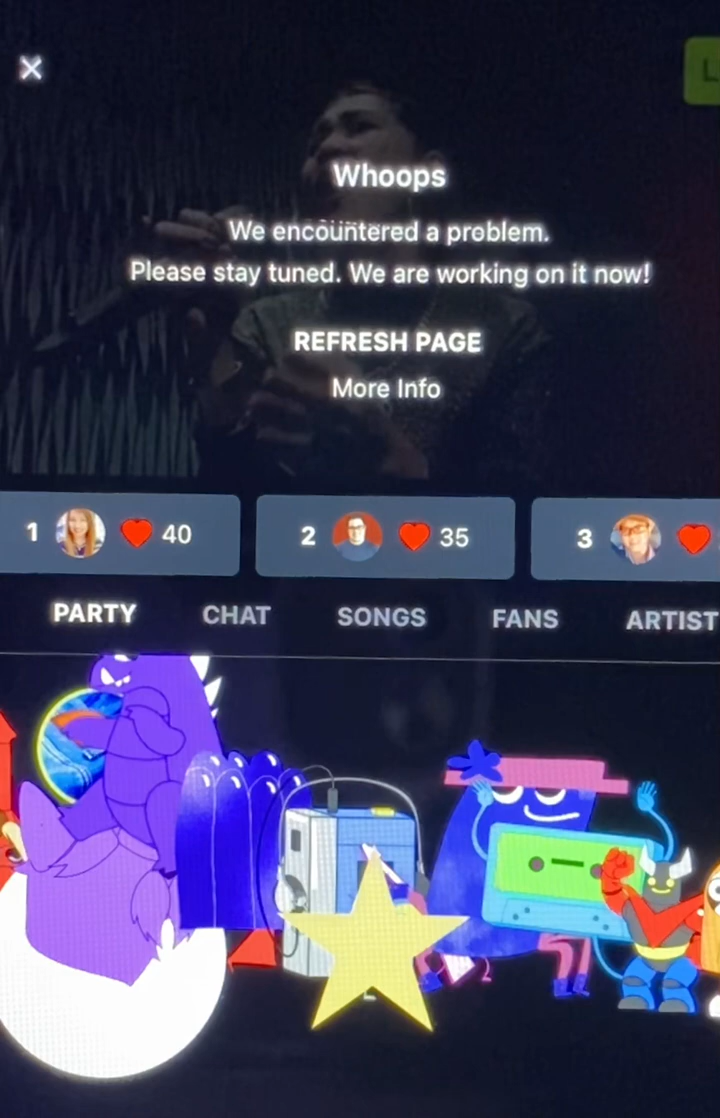 Whoops
We encountered a problem.
Please stay tuned. We are working on it now!
REFRESH PAGE
More Info
1 40
2 35
3
PARTY CHAT SONGS FANS ARTIST